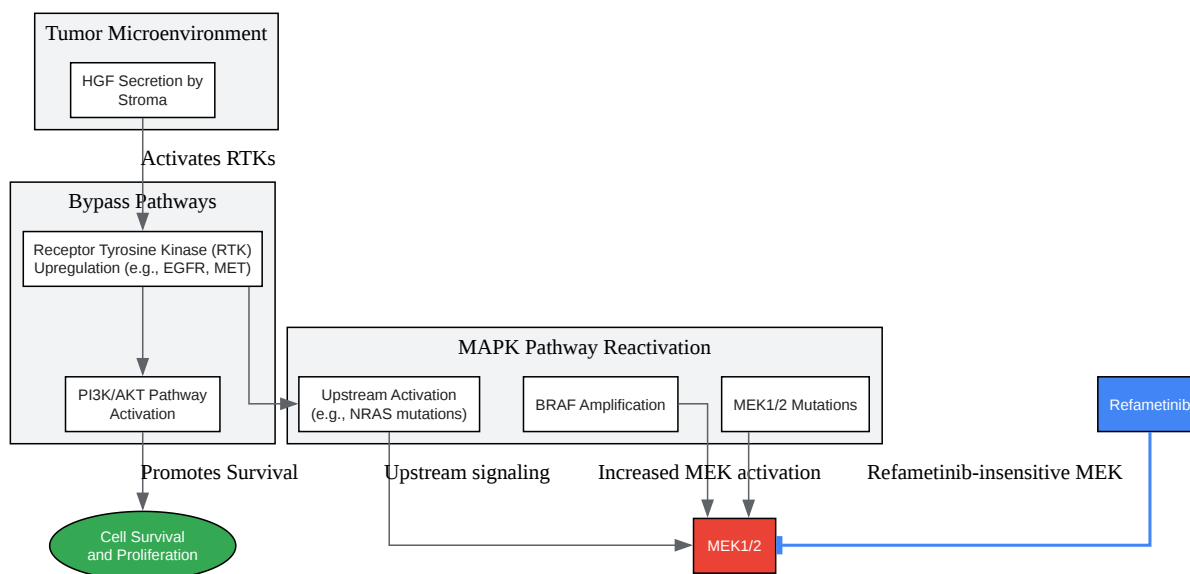 Tumor Microenvironment
HGF Secretion by
Stroma
Activates RTKs
Bypass Pathways
Receptor Tyrosine Kinase (RTK)
Upregulation (e.g., EGFR, MET)
MAPK Pathway Reactivation
PI3K/AKT Pathway
Activation
Upstream Activation
(e.g., NRAS mutations)
BRAF Amplification
MEK1/2 Mutations
Refametinib
Promotes Survival
Upstream signaling
Increased MEK activation
Refametinib-insensitive MEK
Cell Survival
and Proliferation
MEK1/2